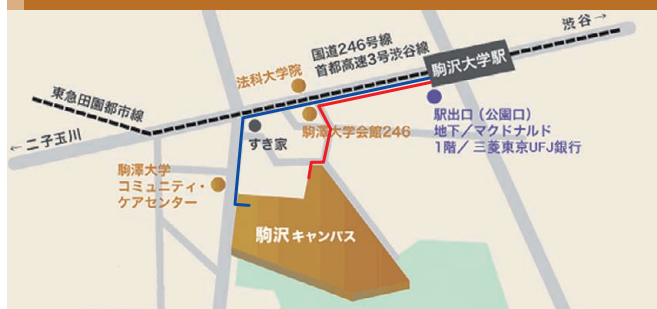 渋谷→
国道246号線
首都高速3号渋谷線
駒沢大学駅
法科大学院
東急田園都市線
駅出口（公園口）
地下／マクドナルド
1階／三菱東京UFJ銀行
駒澤大学会館246
すき家
←二子玉川
駒澤大学
コミュニティ・
ケアセンター
駒沢キャンパス